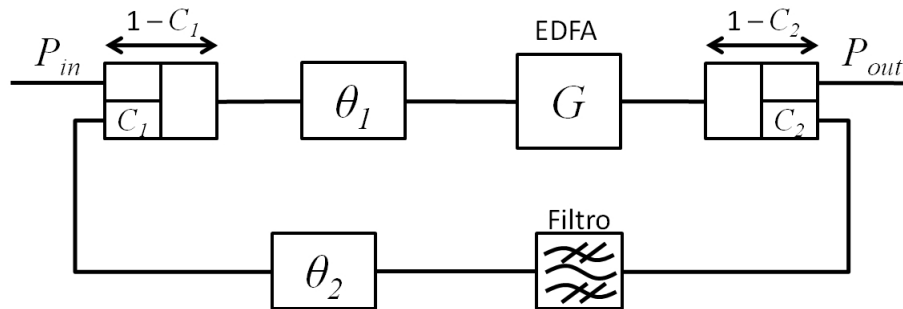 1 – C₁
EDFA
1 – C₂
Pᵢₙ
Pₒᵤₜ
C₁
θ₁
G
C₂
Filtro
θ₂